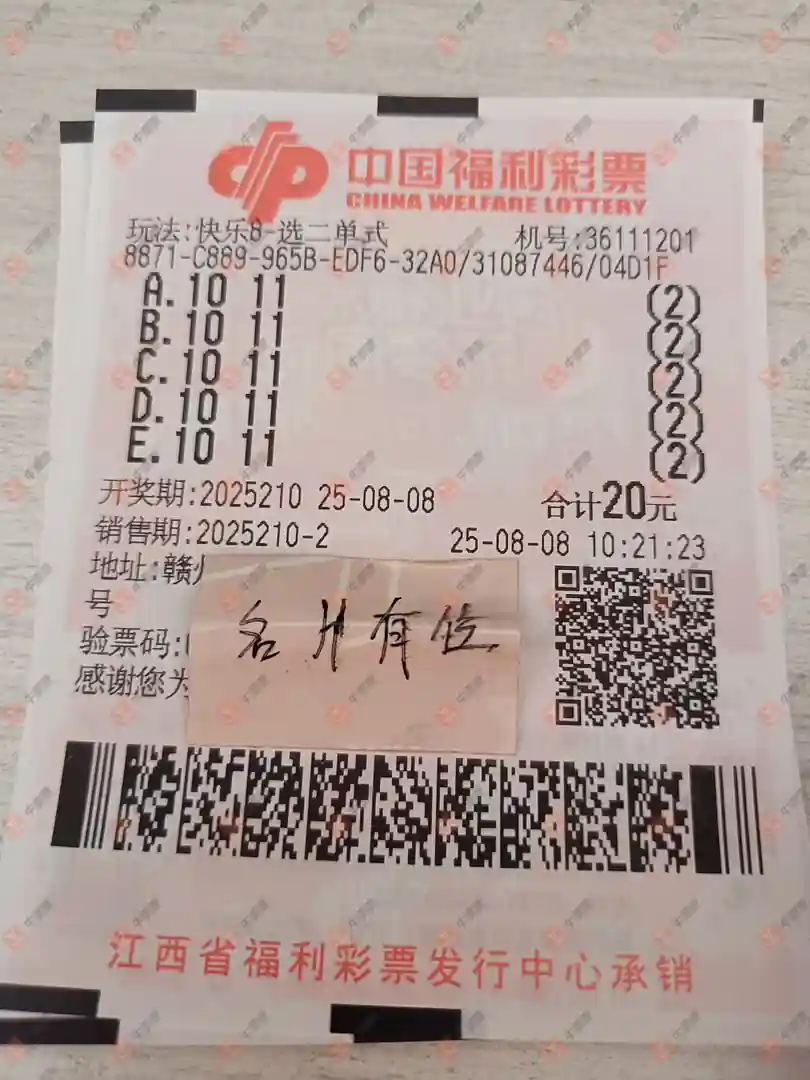 中国福利彩票
CHINA WELFARE LOTTERY
玩法:快乐8-选二单式 机号:36111201
8871-C889-965B-EDF6-32A0/31087446/04D1F
A.10 11 (2)
B.10 11 (2)
C.10 11 (2)
D.10 11 (2)
E.10 11 (2)
开奖期:2025210 25-08-08 合计20元
销售期:2025210-2 25-08-08 10:21:23
地址:赣州
号
验票码:
感谢您为
名片有位
江西省福利彩票发行中心承销